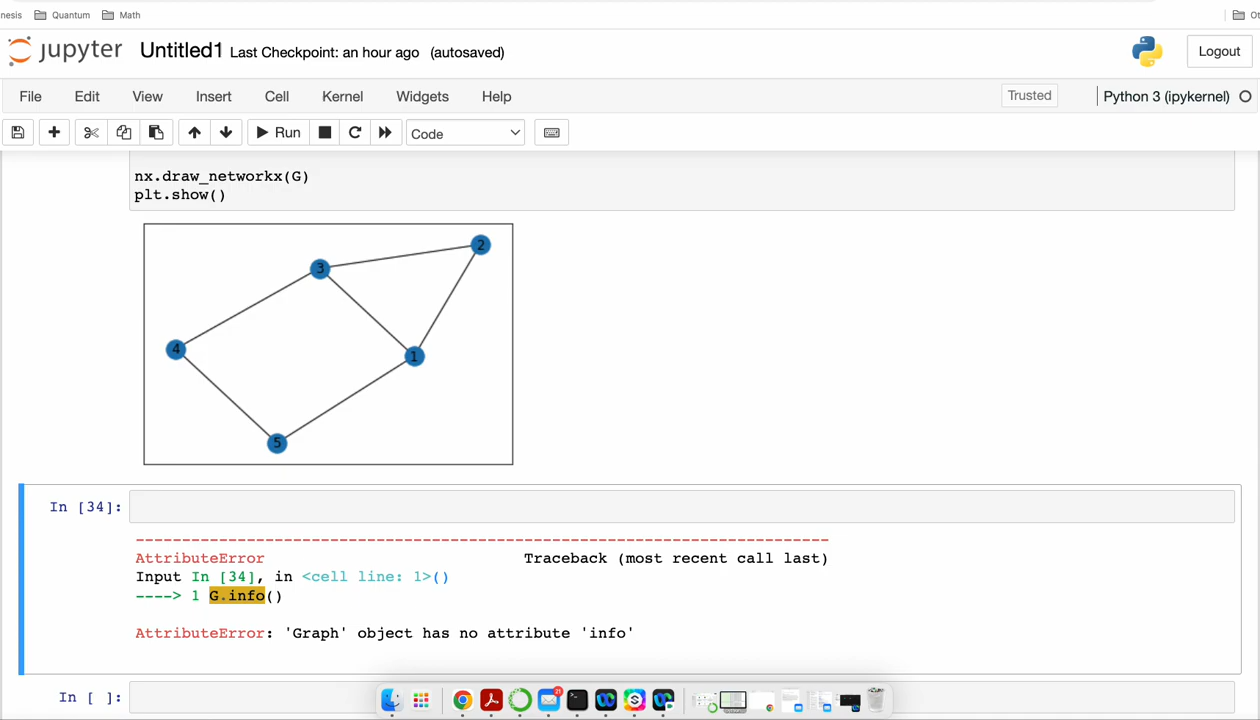 nesis Quantum Math Ot
jupyter Untitled1 Last Checkpoint: an hour ago (autosaved) Logout
File Edit View Insert Cell Kernel Widgets Help Trusted Python 3 (ipykernel)
Run Code
nx.draw_networkx(G)
plt.show()
2
3
4
1
5
In [34]:
---------------------------------------------------------------------------
AttributeError Traceback (most recent call last)
Input In [34], in <cell line: 1>()
----> 1 G.info()
AttributeError: 'Graph' object has no attribute 'info'
In [ ]: